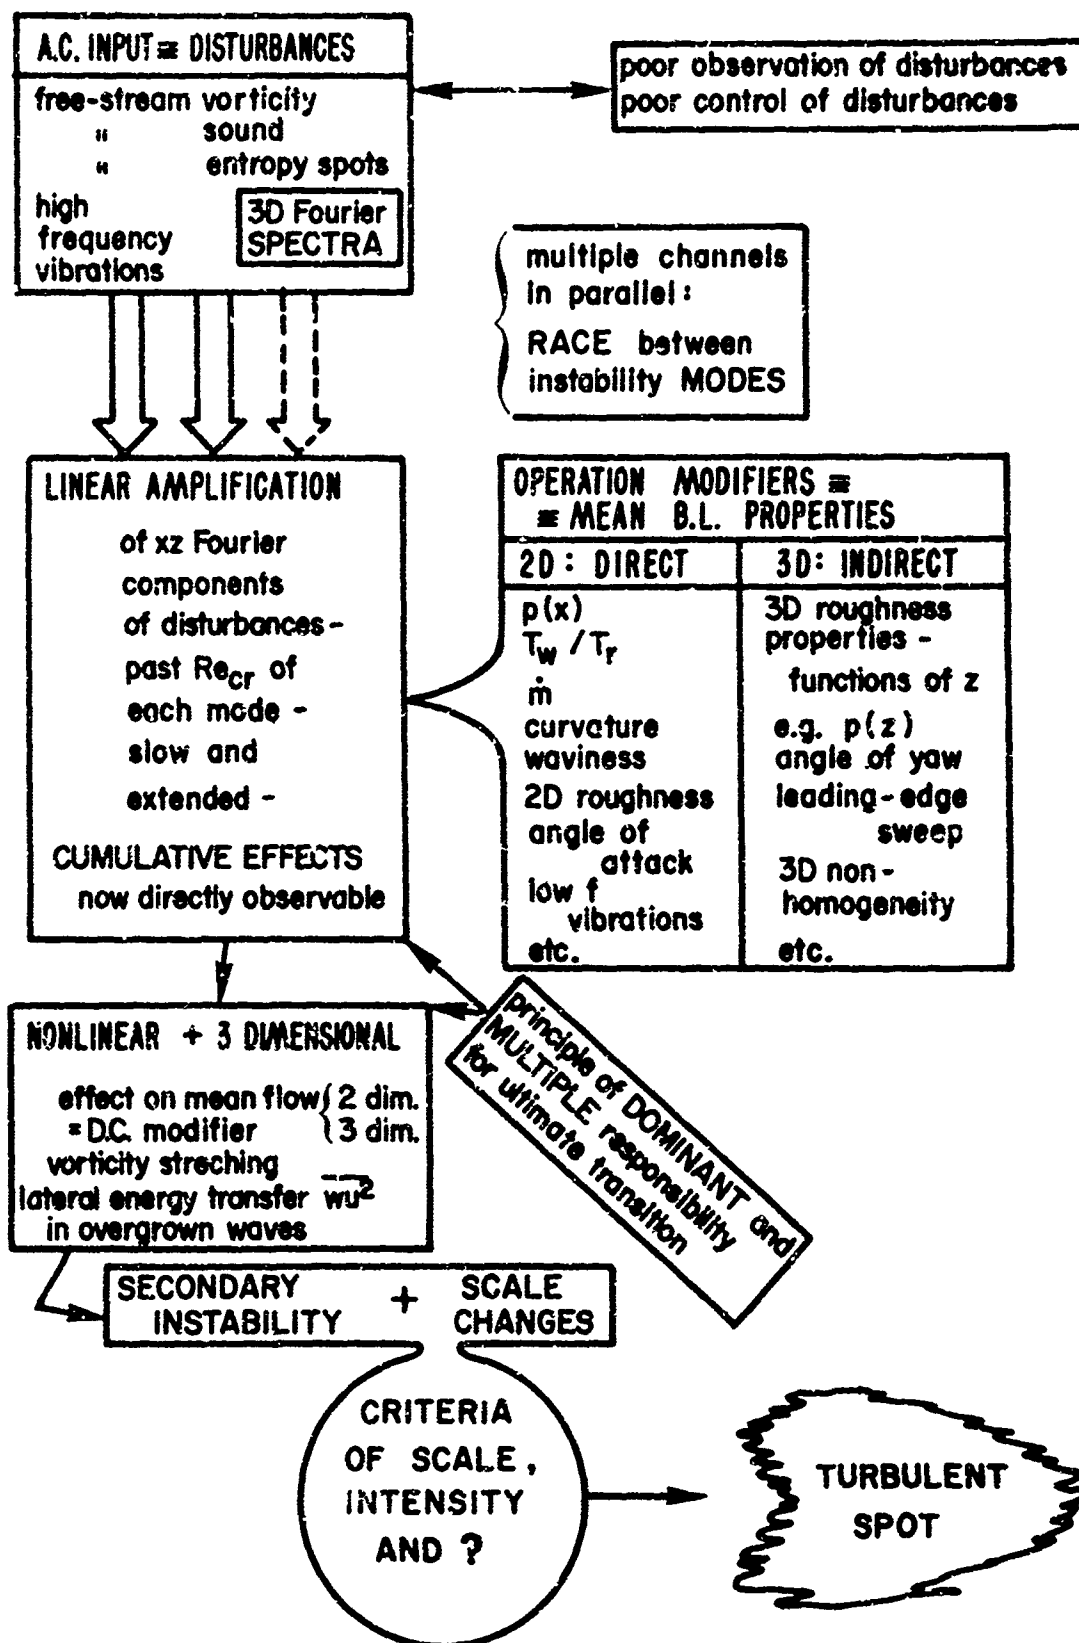 A.C. INPUT ≅ DISTURBANCES
free-stream vorticity
" sound
" entropy spots
high
frequency
vibrations
3D Fourier
SPECTRA
poor observation of disturbances
poor control of disturbances
multiple channels
in parallel:
RACE between
instability MODES
LINEAR AMPLIFICATION
of xz Fourier
components
of disturbances-
past Re_cr of
each mode-
slow and
extended-
CUMULATIVE EFFECTS
now directly observable
OPERATION MODIFIERS ≅
≅ MEAN B.L. PROPERTIES
2D: DIRECT
p(x)
T_w / T_r
ṁ
curvature
waviness
2D roughness
angle of
attack
low f
vibrations
etc.
3D: INDIRECT
3D roughness
properties -
functions of z
e.g. p(z)
angle of yaw
leading-edge
sweep
3D non-
homogeneity
etc.
NONLINEAR + 3 DIMENSIONAL
effect on mean flow { 2 dim.
= D.C. modifier { 3 dim.
vorticity streching
lateral energy transfer w̅u̅²̅
in overgrown waves
principle of DOMINANT and
MULTIPLE responsibility
for ultimate transition
SECONDARY
INSTABILITY
+
SCALE
CHANGES
CRITERIA
OF SCALE,
INTENSITY
AND ?
TURBULENT
SPOT